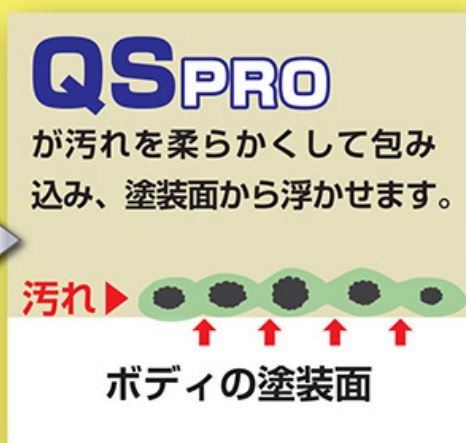 QSPRO
が汚れを柔らかくして包み
込み、塗装面から浮かせます。
汚れ▶
ボディの塗装面